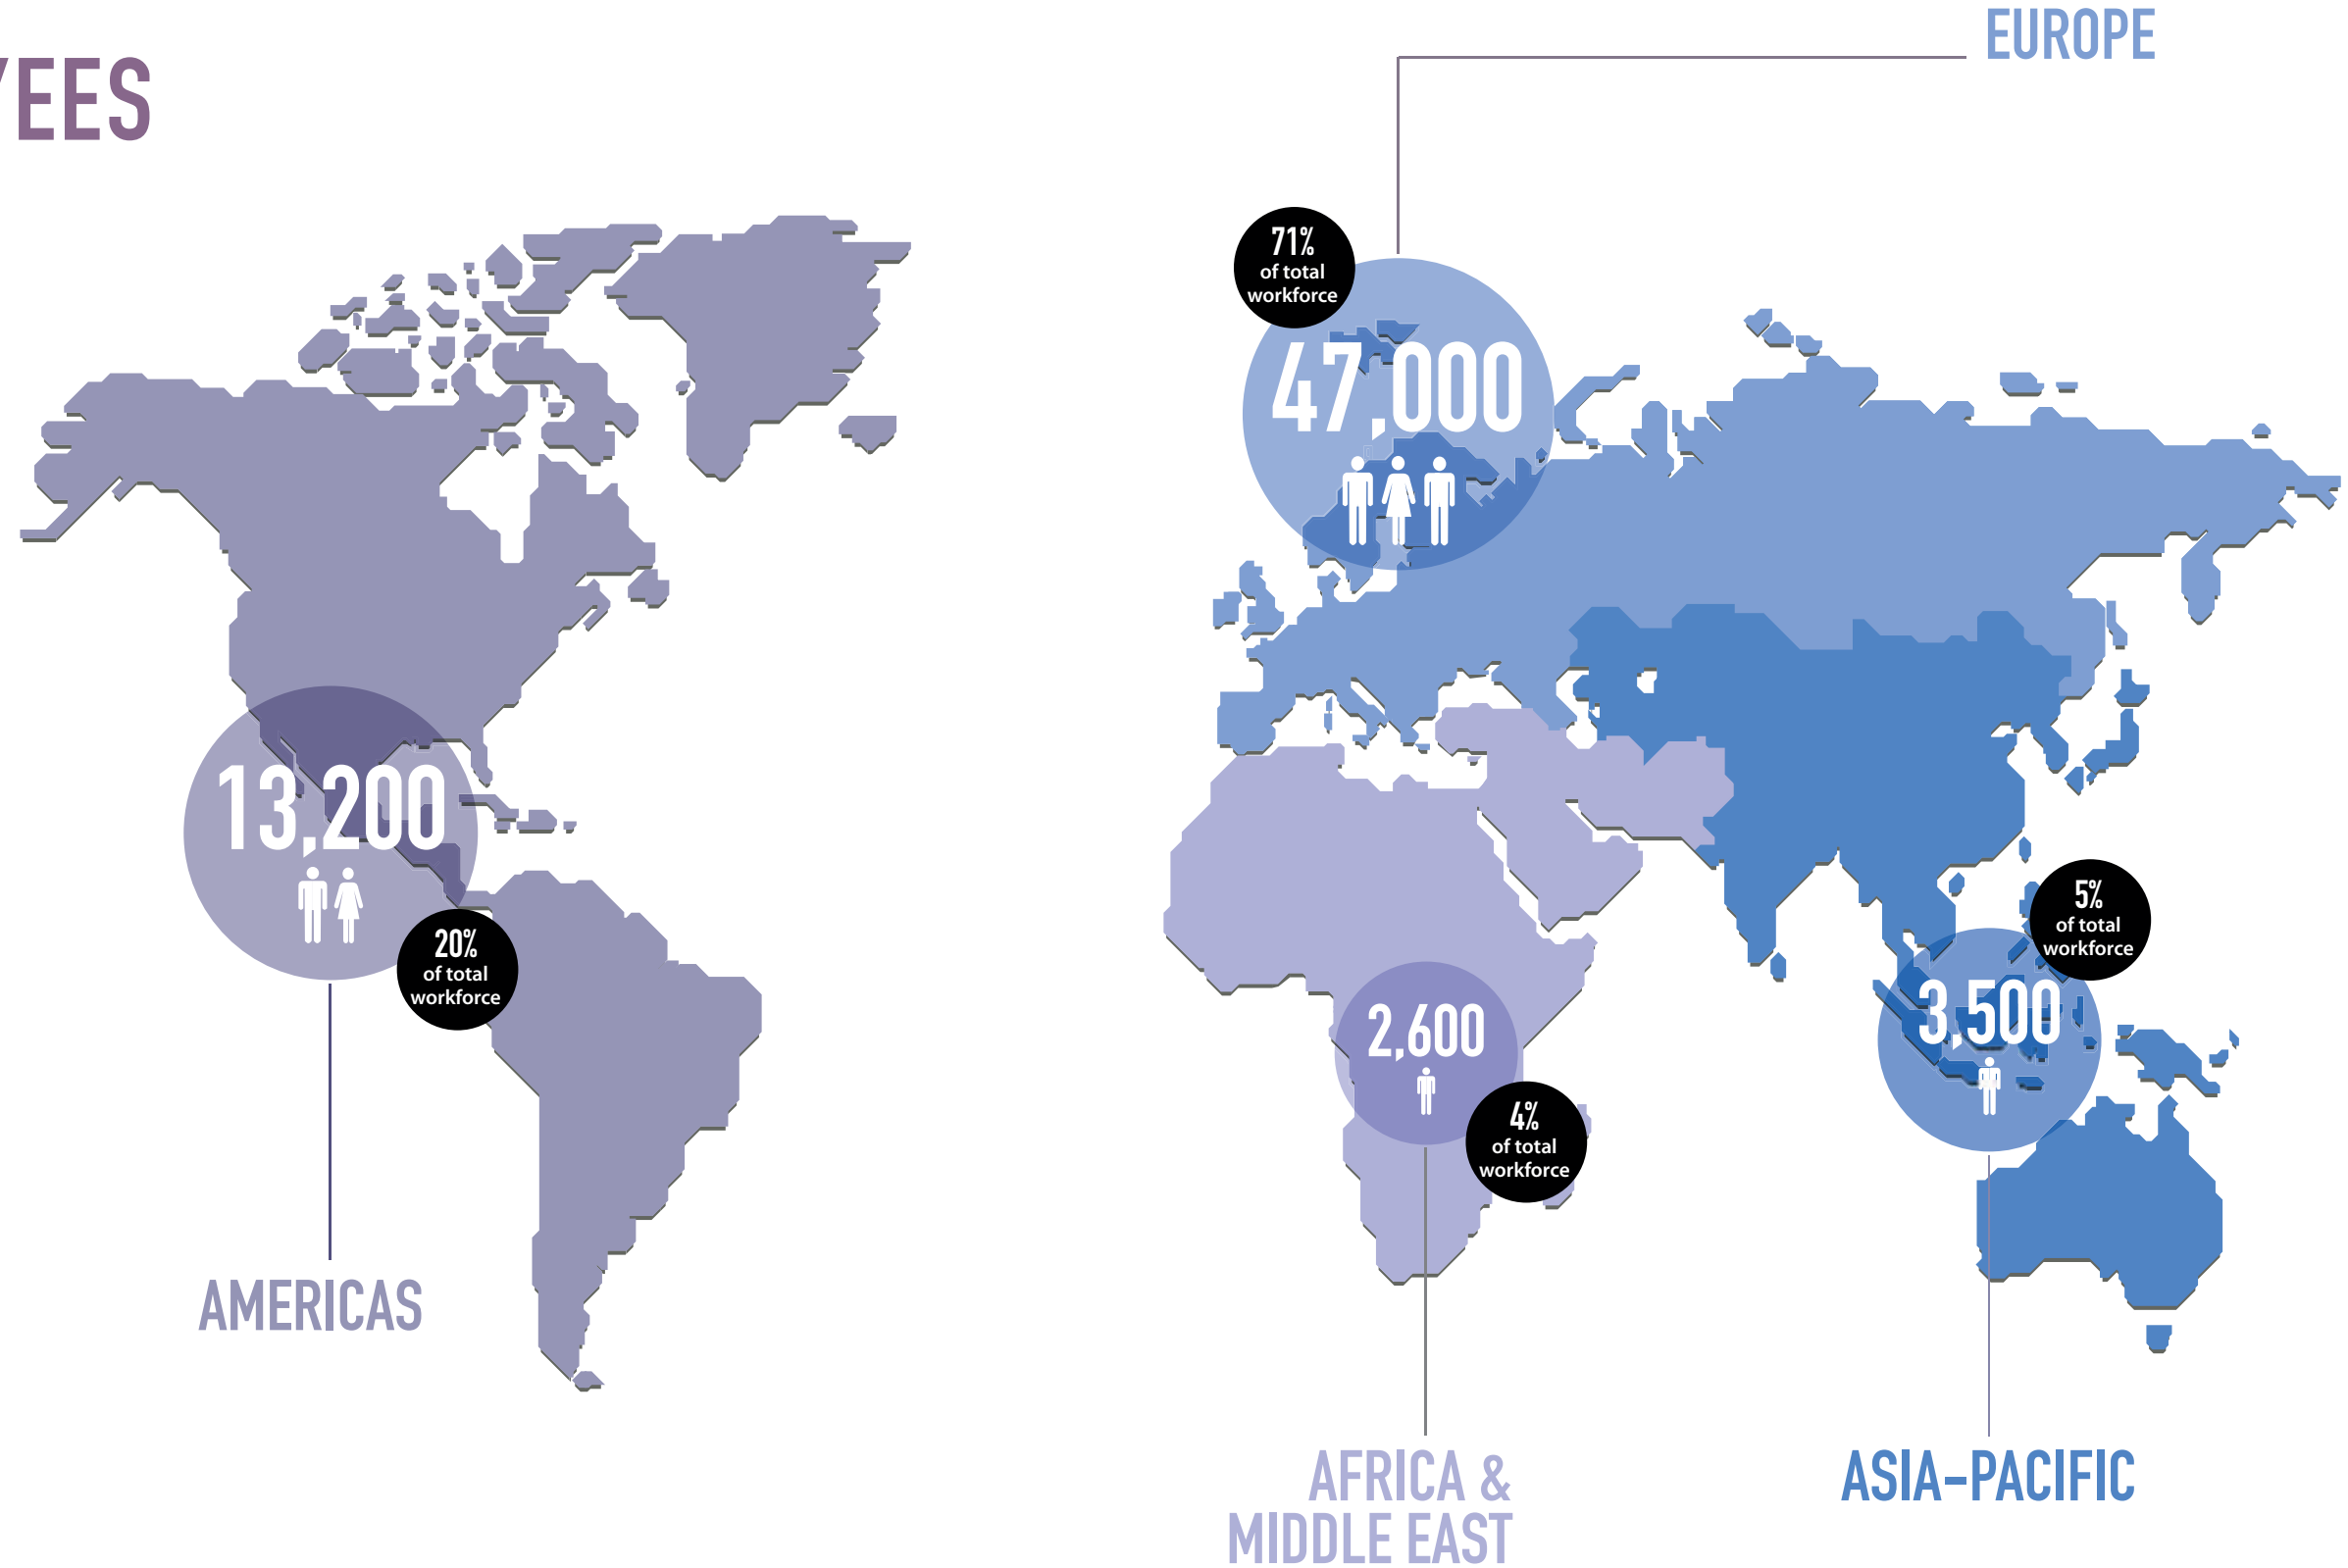 EUROPE
YEES
71%
of total
workforce
47,000
13,200
20%
of total
workforce
5%
of total
workforce
3,500
2,600
4%
of total
workforce
AMERICAS
AFRICA &
MIDDLE EAST
ASIA–PACIFIC